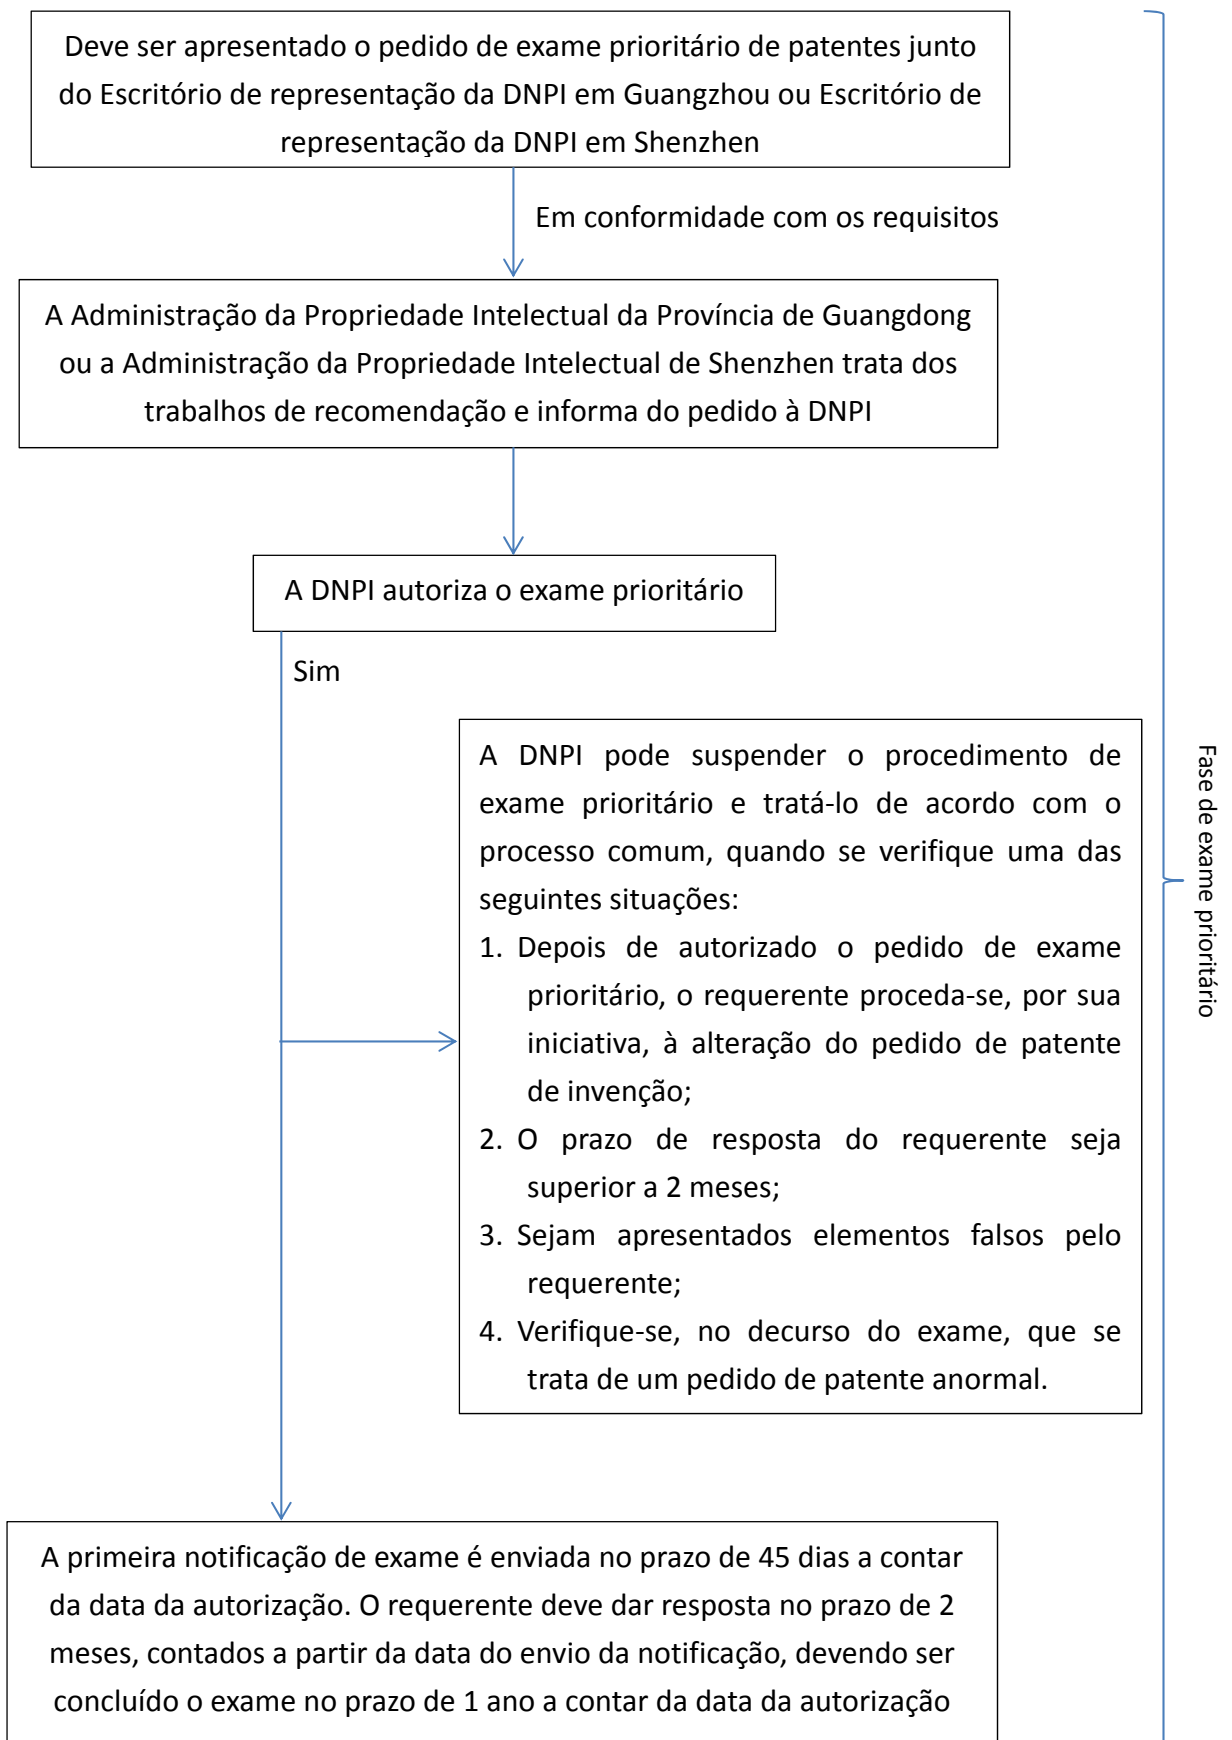 Deve ser apresentado o pedido de exame prioritário de patentes junto
do Escritório de representação da DNPI em Guangzhou ou Escritório de
representação da DNPI em Shenzhen
Em conformidade com os requisitos
A Administração da Propriedade Intelectual da Província de Guangdong
ou a Administração da Propriedade Intelectual de Shenzhen trata dos
trabalhos de recomendação e informa do pedido à DNPI
A DNPI autoriza o exame prioritário
Sim
A DNPI pode suspender o procedimento de
exame prioritário e tratá-lo de acordo com o
processo comum, quando se verifique uma das
seguintes situações:
1. Depois de autorizado o pedido de exame
prioritário, o requerente proceda-se, por sua
iniciativa, à alteração do pedido de patente
de invenção;
2. O prazo de resposta do requerente seja
superior a 2 meses;
3. Sejam apresentados elementos falsos pelo
requerente;
4. Verifique-se, no decurso do exame, que se
trata de um pedido de patente anormal.
A primeira notificação de exame é enviada no prazo de 45 dias a contar
da data da autorização. O requerente deve dar resposta no prazo de 2
meses, contados a partir da data do envio da notificação, devendo ser
concluído o exame no prazo de 1 ano a contar da data da autorização
Fase de exame prioritário